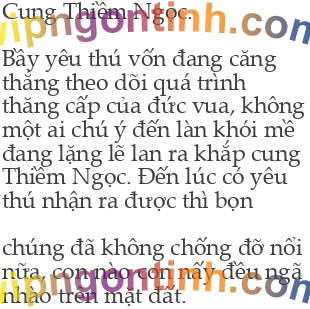 Cung Thiềm Ngọc.
vipngontinh.com
Bầy yêu thú vốn đang căng
thẳng theo dõi quá trình
thăng cấp của đức vua, không
một ai chú ý đến làn khói mề
đang lặng lẽ lan ra khắp cung
Thiềm Ngọc. Đến lúc có yêu
thú nhận ra được thì bọn
chúng đã không chống đỡ nổi
nữa, con nào con nấy đều ngã
vipngontinh.com
nhào trên mặt đất.